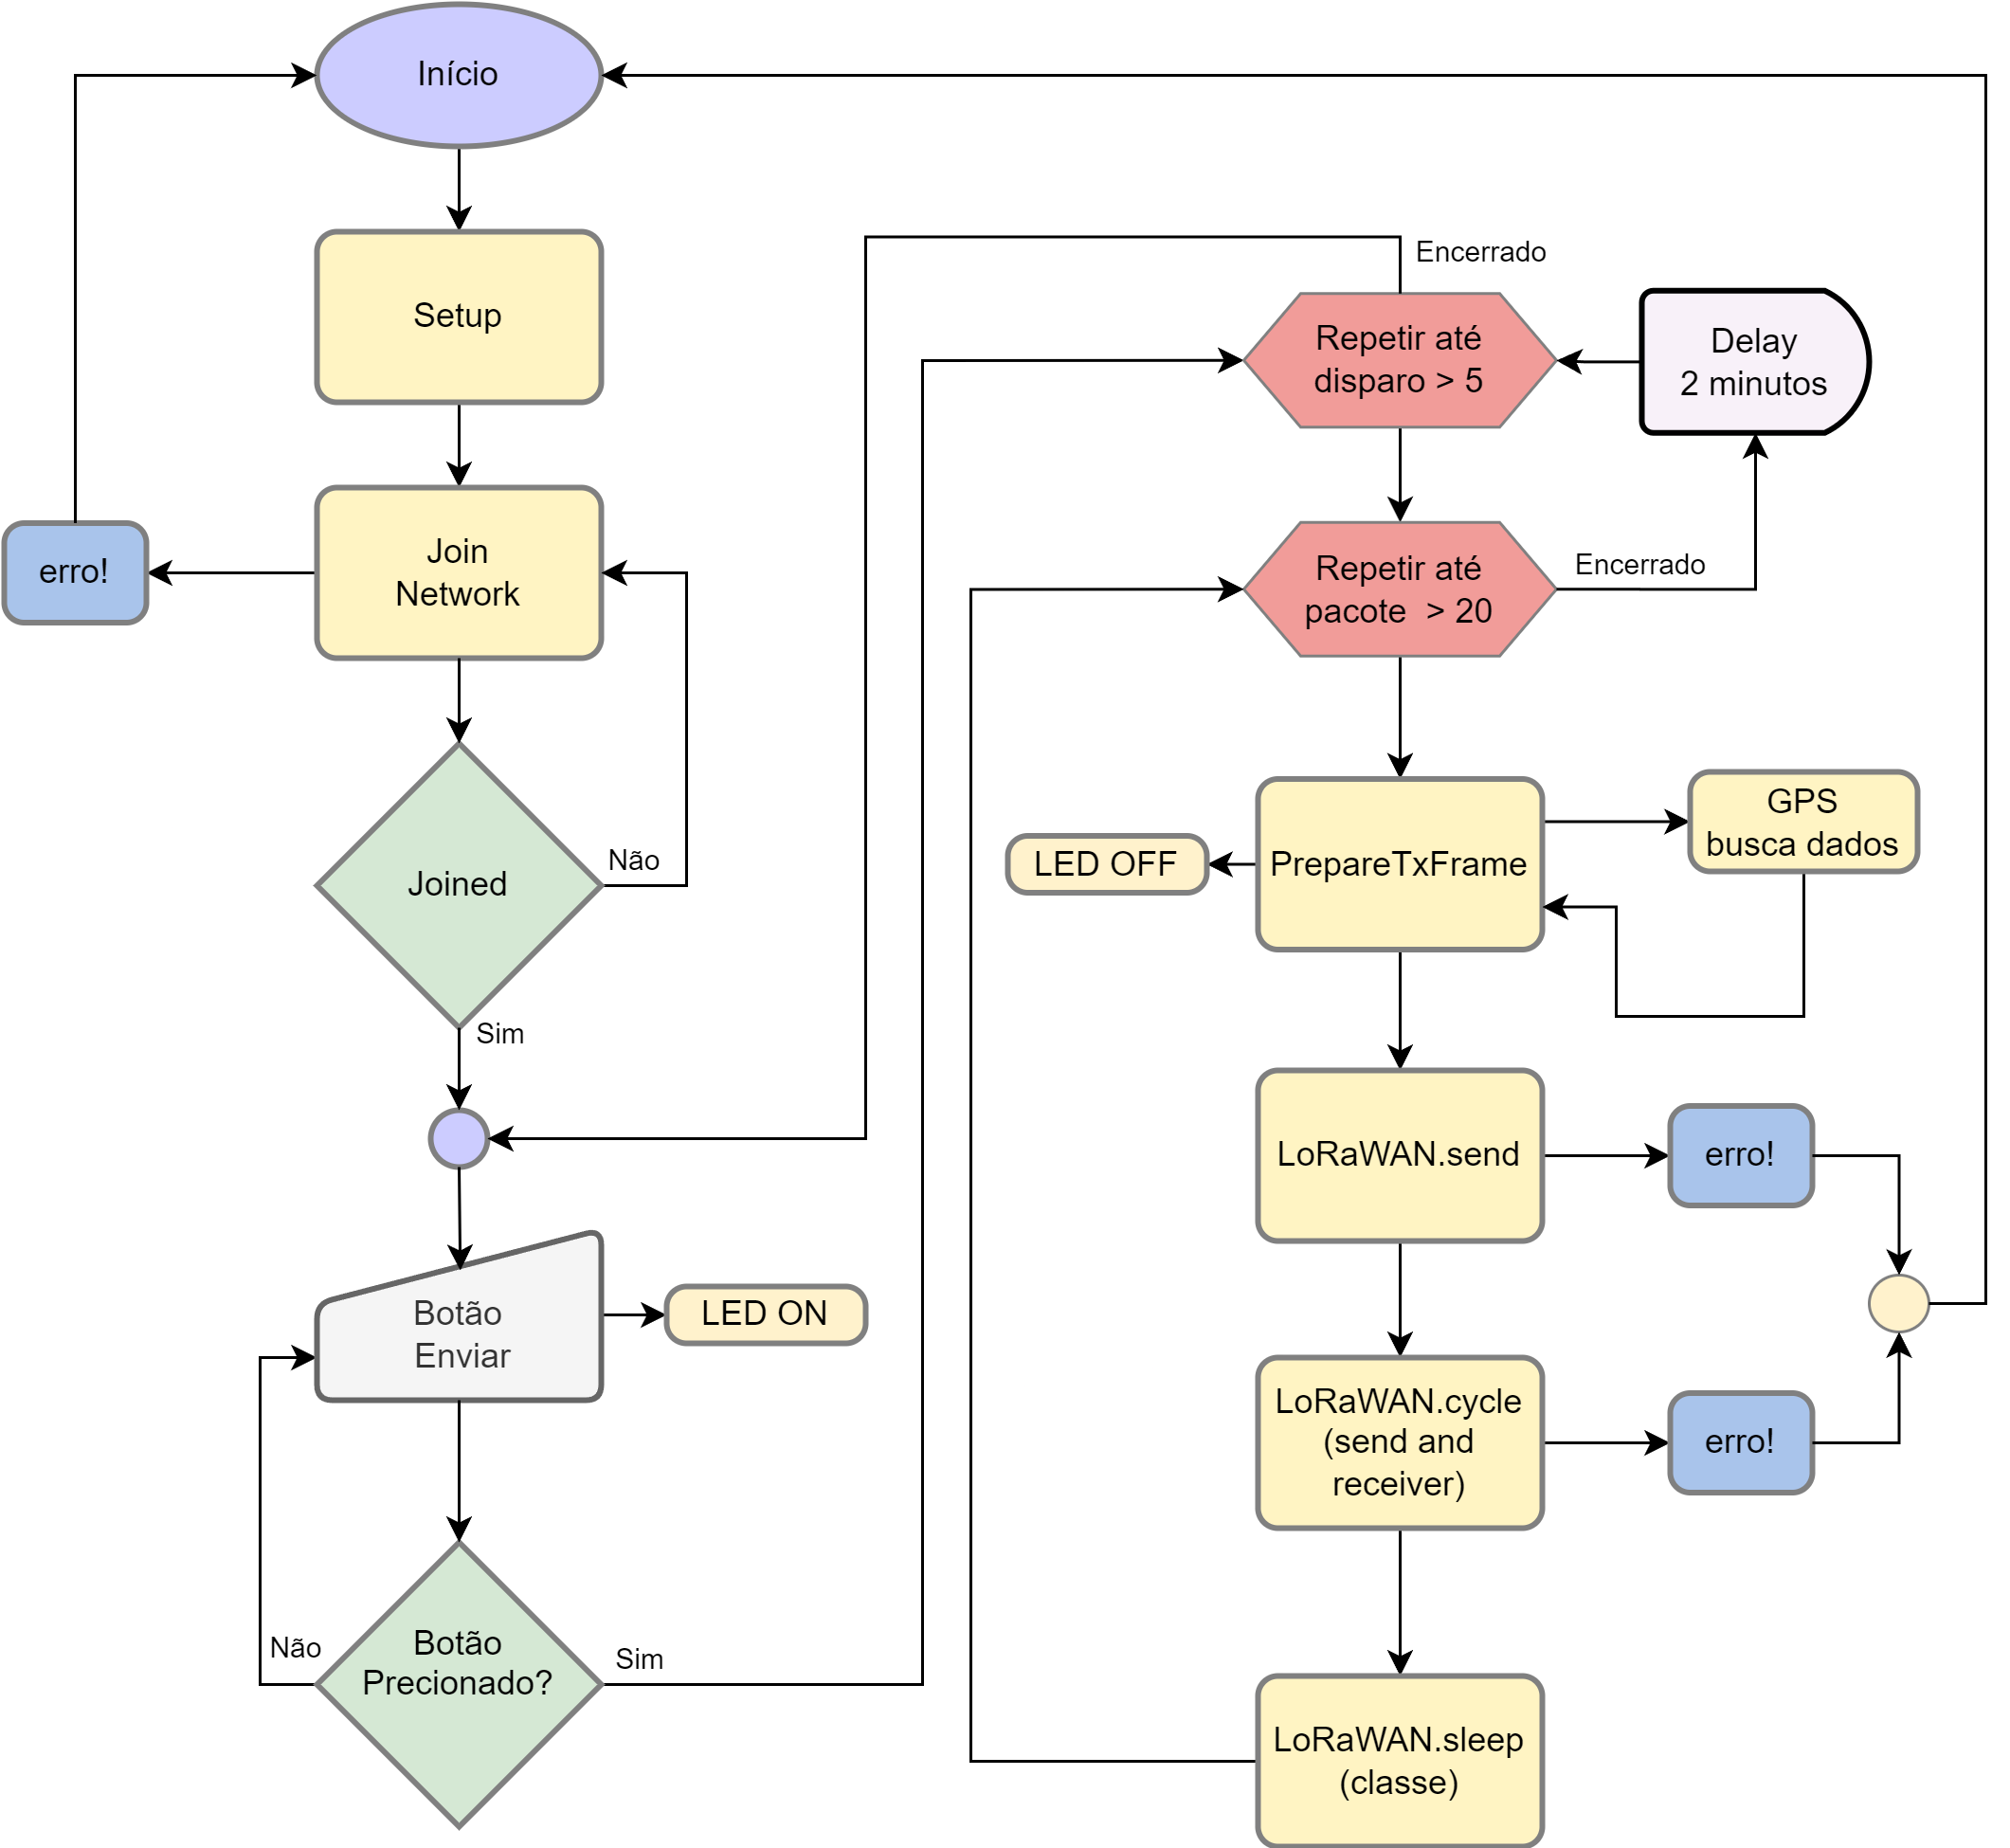 Início
Setup
Join
Network
erro!
Joined
Não
Sim
Botão
Enviar
LED ON
Botão
Precionado?
Não
Sim
Encerrado
Repetir até
disparo > 5
Delay
2 minutos
Repetir até
pacote  > 20
Encerrado
PrepareTxFrame
LED OFF
GPS
busca dados
LoRaWAN.send
erro!
LoRaWAN.cycle
(send and
receiver)
erro!
LoRaWAN.sleep
(classe)